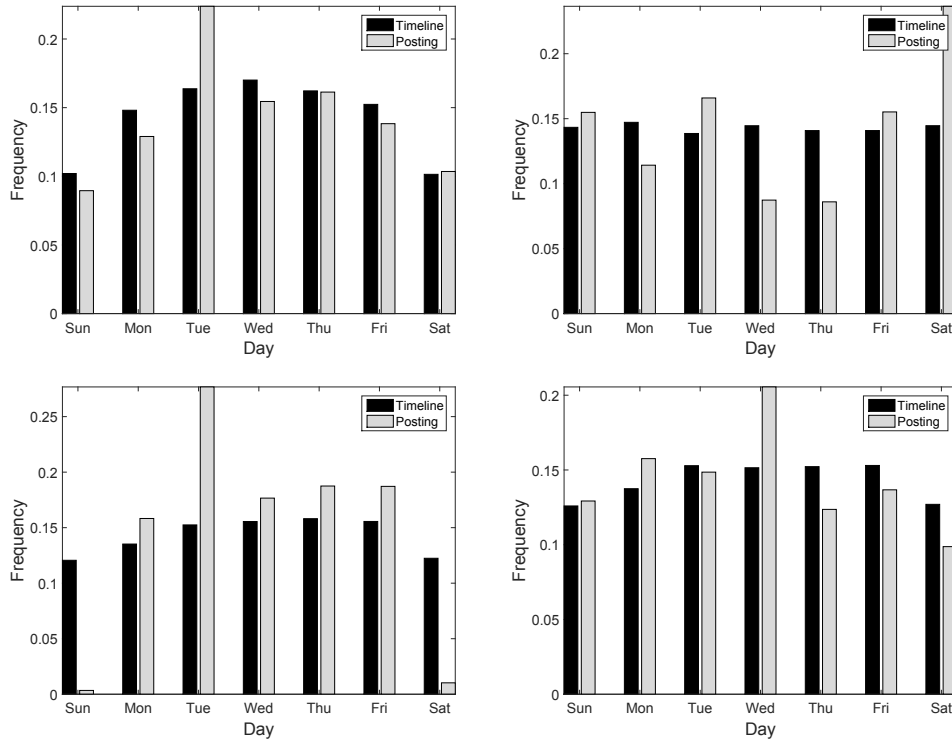 0.2
0.15
0.1
0.05
0
Frequency
Sun Mon Tue Wed Thu Fri Sat
Day
Timeline
Posting
0.2
0.15
0.1
0.05
0
Frequency
Sun Mon Tue Wed Thu Fri Sat
Day
Timeline
Posting
0.25
0.2
0.15
0.1
0.05
0
Frequency
Sun Mon Tue Wed Thu Fri Sat
Day
Timeline
Posting
0.2
0.15
0.1
0.05
0
Frequency
Sun Mon Tue Wed Thu Fri Sat
Day
Timeline
Posting